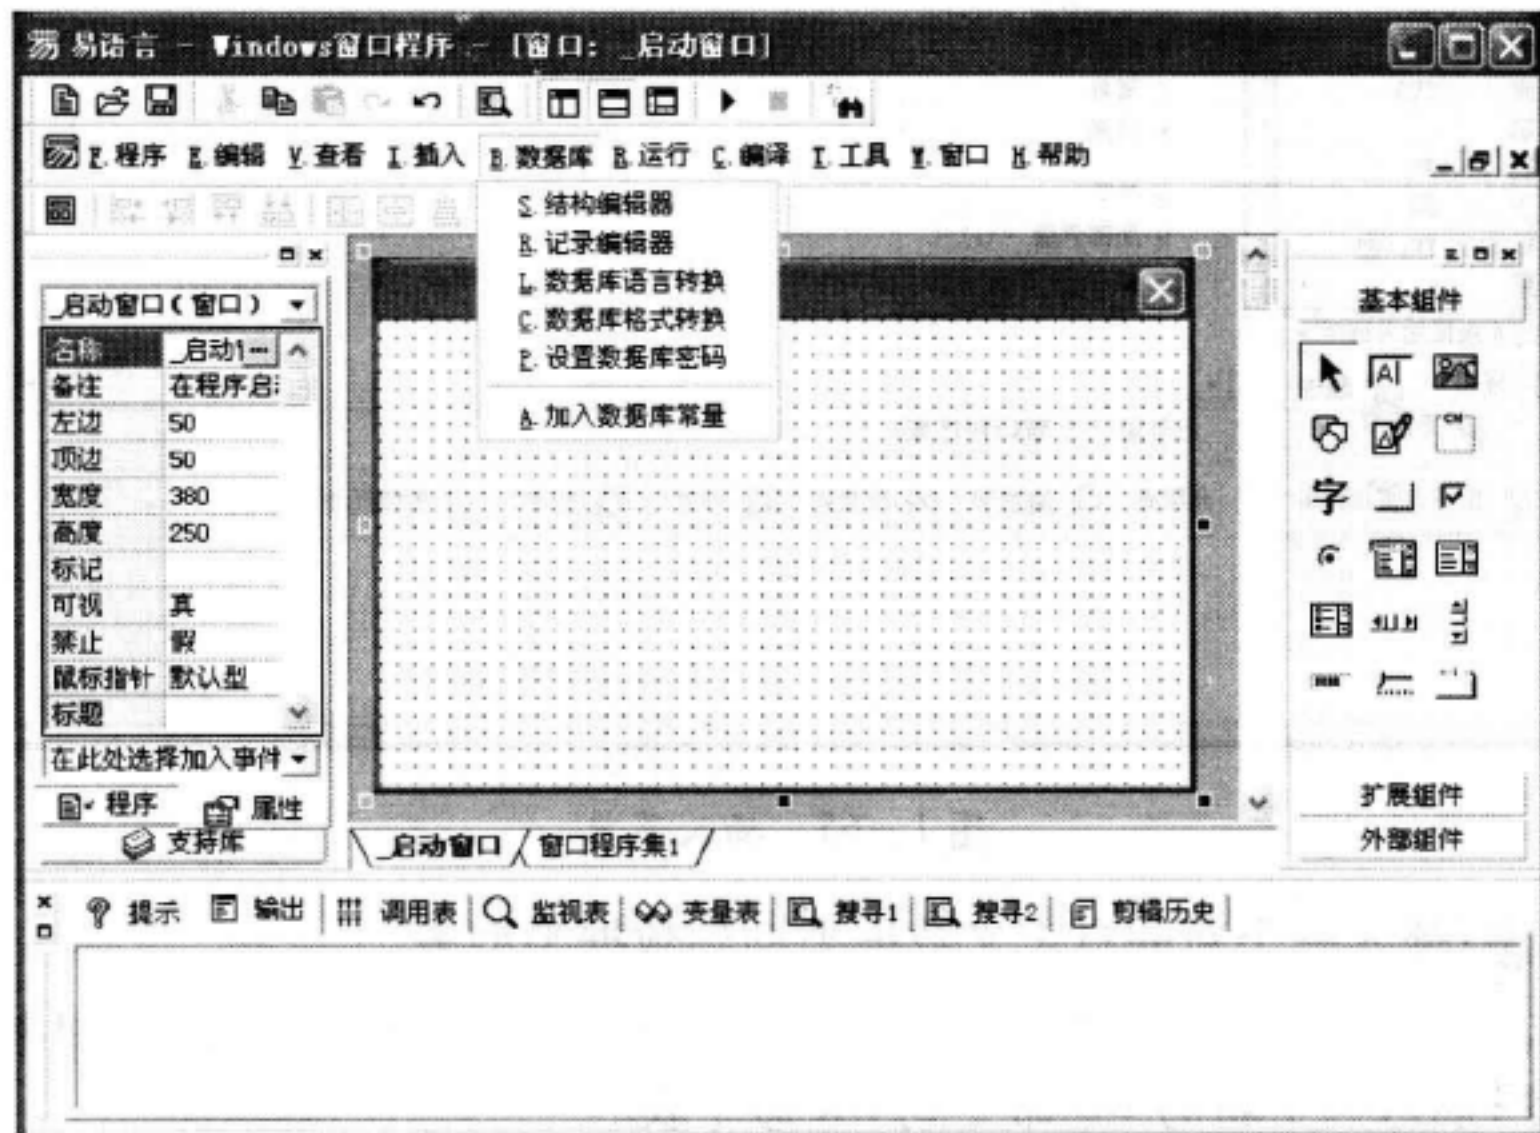 易语言 - Windows窗口程序 - [窗口: _启动窗口]
F.程序 E.编辑 V.查看 I.插入 B.数据库 R.运行 C.编译 T.工具 W.窗口 H.帮助
S.结构编辑器
R.记录编辑器
L.数据库语言转换
C.数据库格式转换
P.设置数据库密码
A.加入数据库常量
_启动窗口(窗口)
名称 _启动
备注 在程序启
左边 50
顶边 50
宽度 380
高度 250
标记
可视 真
禁止 假
鼠标指针 默认型
标题
在此处选择加入事件
程序 属性
支持库
基本组件
A
A
字
扩展组件
外部组件
_启动窗口 窗口程序集1
提示 输出 调用表 监视表 变量表 搜寻1 搜寻2 剪辑历史